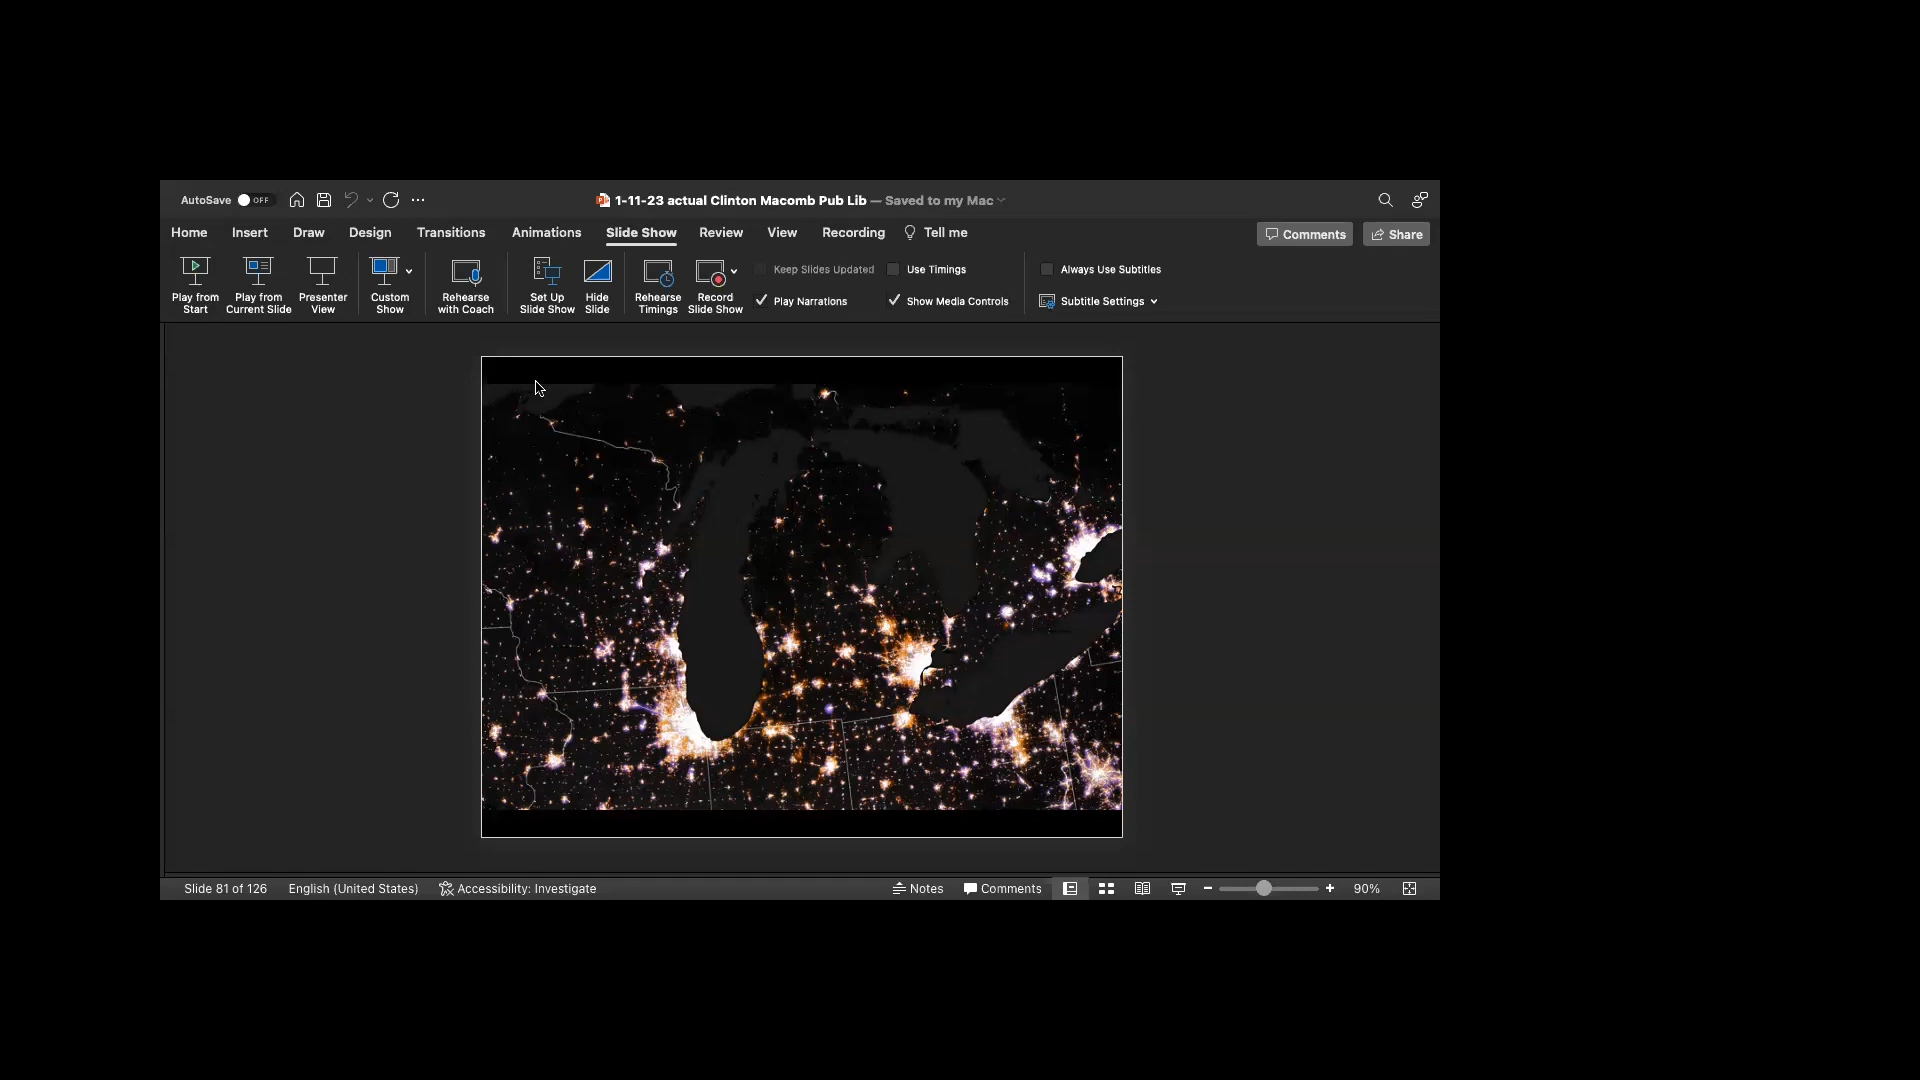 AutoSave OFF 1-11-23 actual Clinton Macomb Pub Lib — Saved to my Mac
Home Insert Draw Design Transitions Animations Slide Show Review View Recording Tell me Comments Share
Play from Start
Play from Current Slide
Presenter View
Custom Show
Rehearse with Coach
Set Up Slide Show
Hide Slide
Rehearse Timings
Record Slide Show
Keep Slides Updated Use Timings Always Use Subtitles
Play Narrations Show Media Controls Subtitle Settings
Slide 81 of 126 English (United States) Accessibility: Investigate Notes Comments 90%